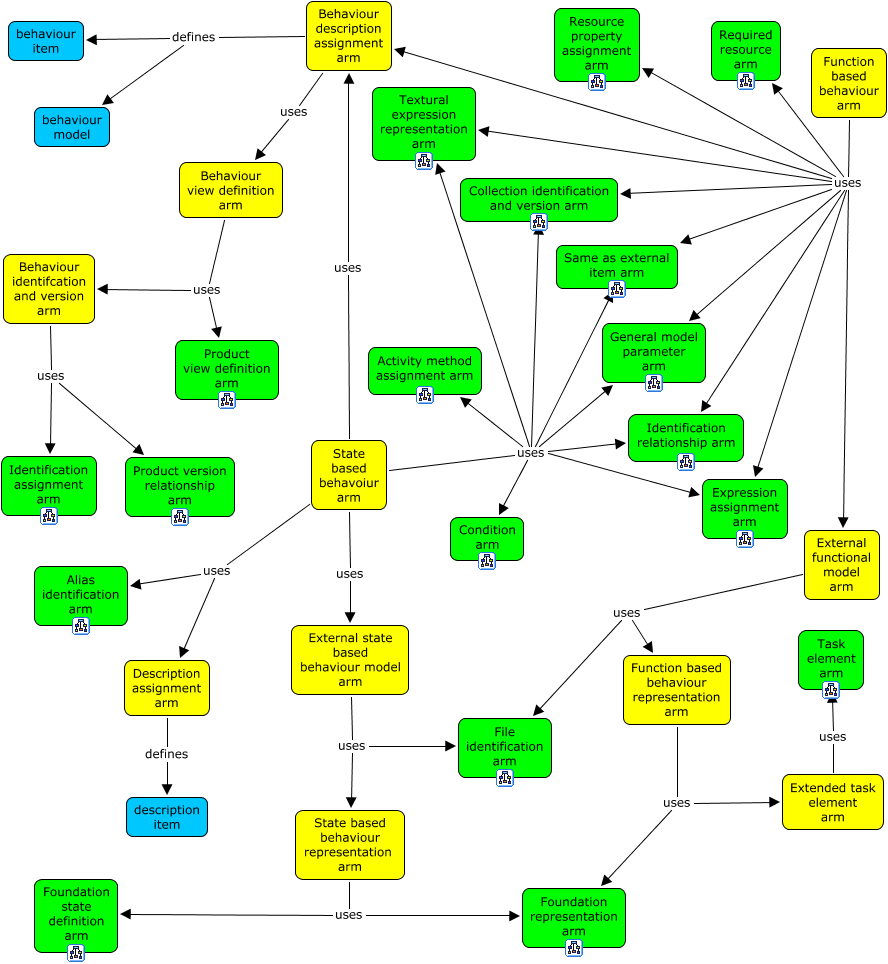 behaviour
item
defines
Behaviour
description
assignment
arm
Resource
property
assignment
arm
Required
resource
arm
Function
based
behaviour
arm
behaviour
model
uses
Textural
expression
representation
arm
Behaviour
view definition
arm
Collection identification
and version arm
uses
Behaviour
identifcation
and version
arm
uses
uses
Same as external
item arm
Product
view definition
arm
Activity method
assignment arm
General model
parameter
arm
uses
Identification
assignment
arm
Product version
relationship
arm
State
based
behavoiur
arm
uses
Identification
relationship arm
Expression
assignment
arm
Condition
arm
External
functional
model
arm
Alias
identification
arm
uses
uses
uses
External state
based
behaviour model
arm
Description
assignment
arm
Function based
behaviour
representation
arm
Task
element
arm
defines
uses
File
identification
arm
uses
description
item
State based
behaviour
representation
arm
uses
Extended task
element
arm
Foundation
state
definition
arm
uses
Foundation
representation
arm